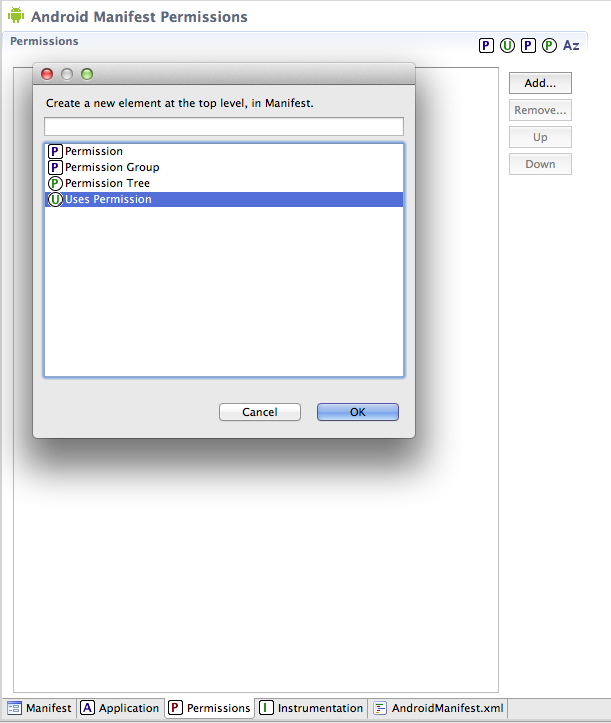 Android Manifest Permissions
Permissions
P U P P Az
Create a new element at the top level, in Manifest.
P Permission
P Permission Group
P Permission Tree
U Uses Permission
Cancel
OK
Add...
Remove...
Up
Down
Manifest A Application P Permissions I Instrumentation AndroidManifest.xml